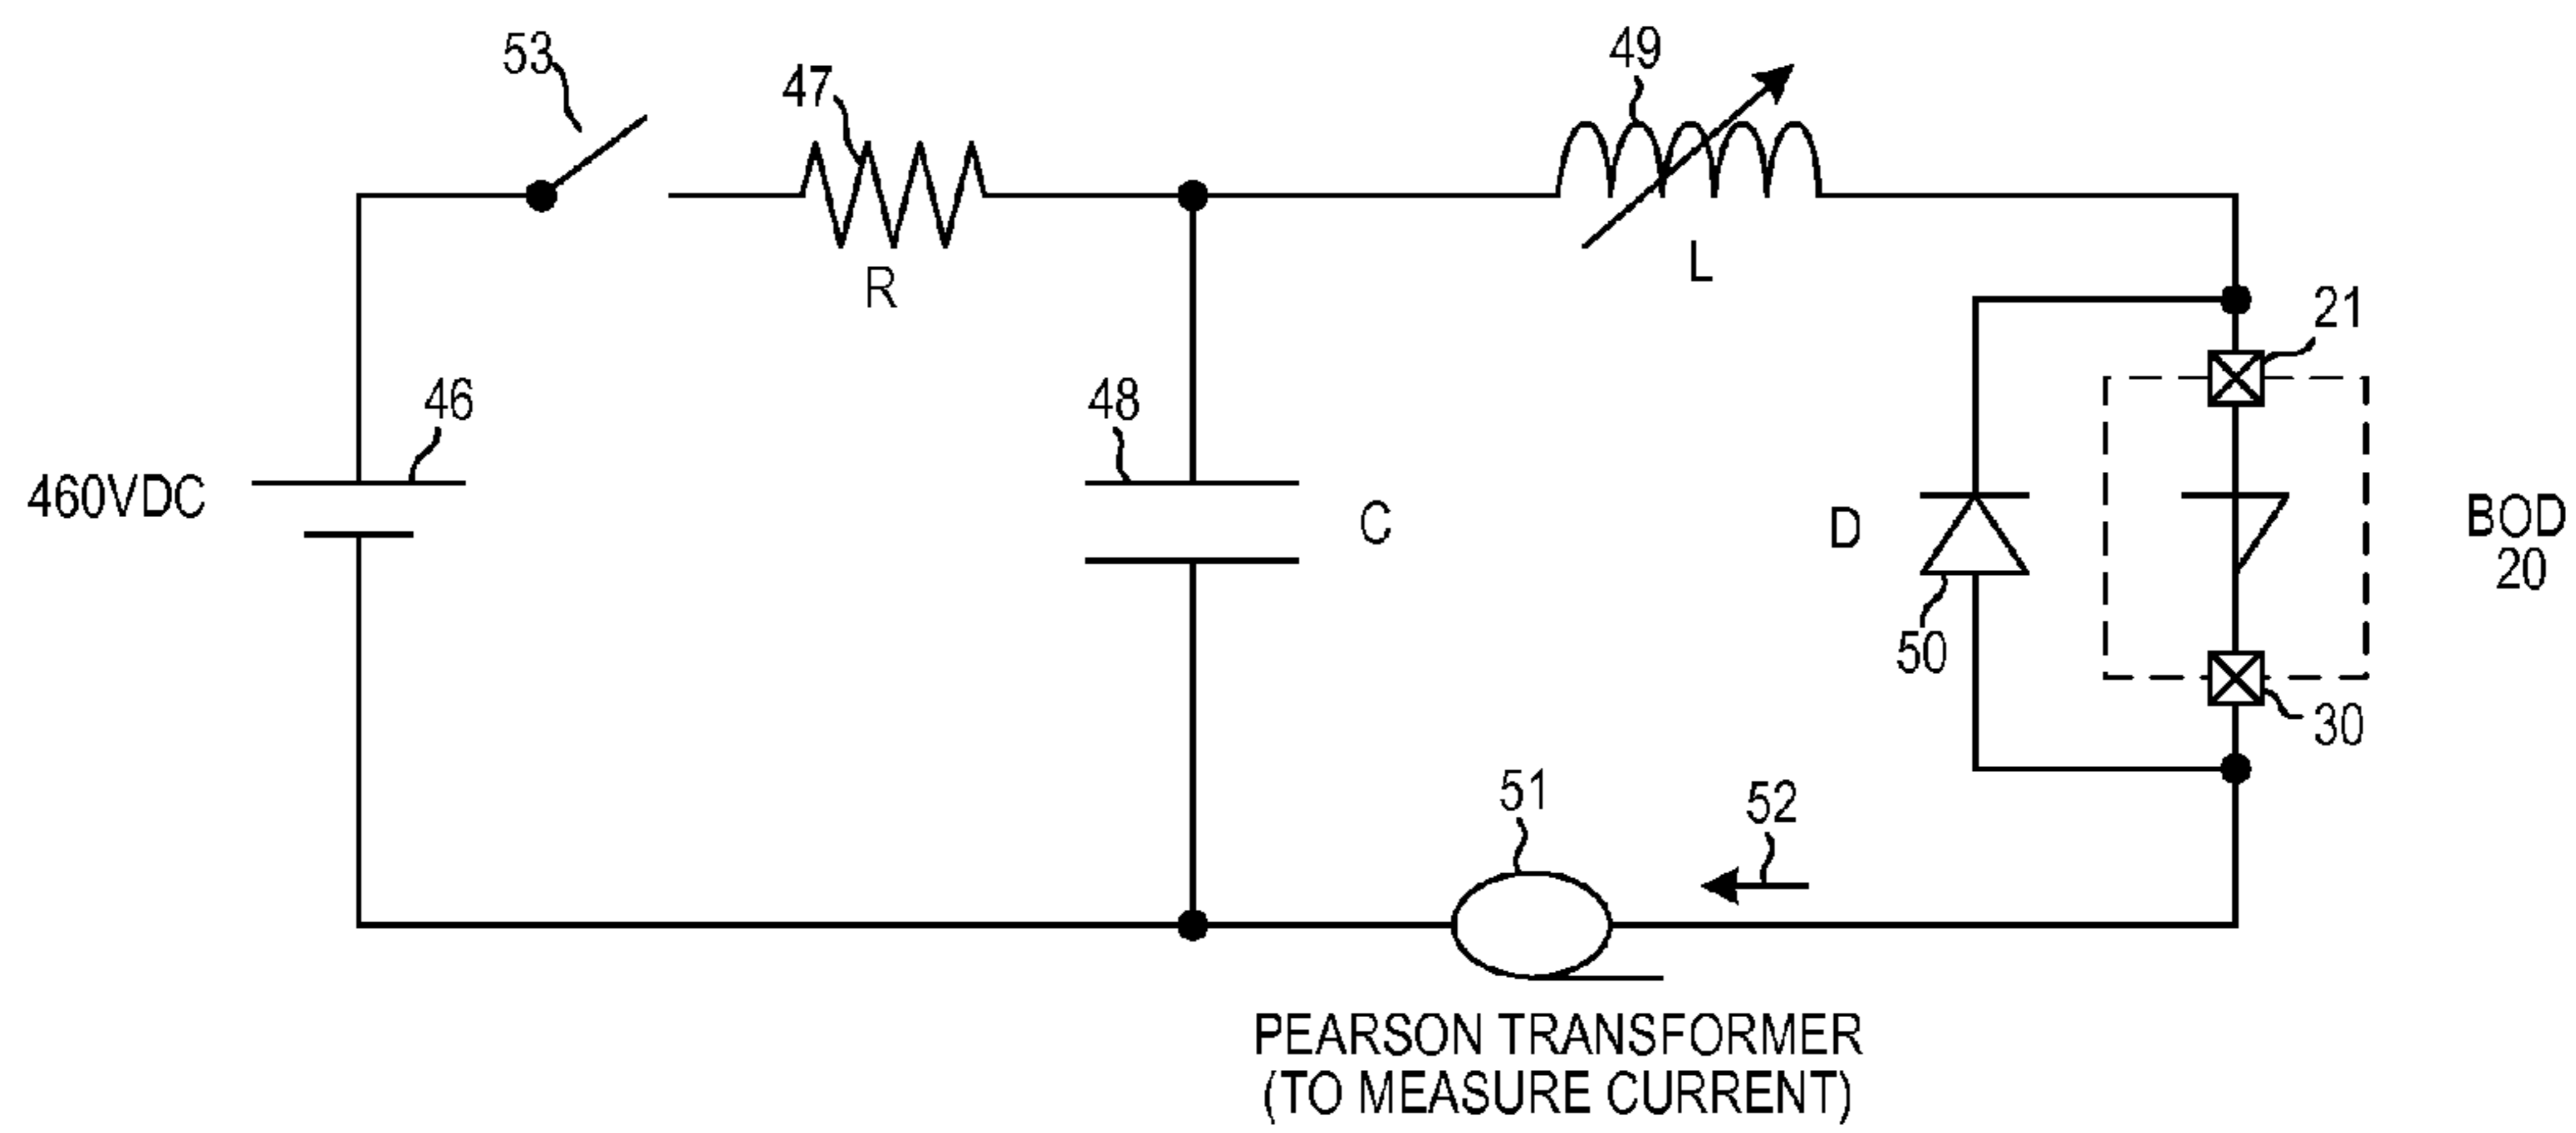 53
47
49
R
L
21
46
48
460VDC
C
D
BOD
20
50
30
51
52
PEARSON TRANSFORMER
(TO MEASURE CURRENT)